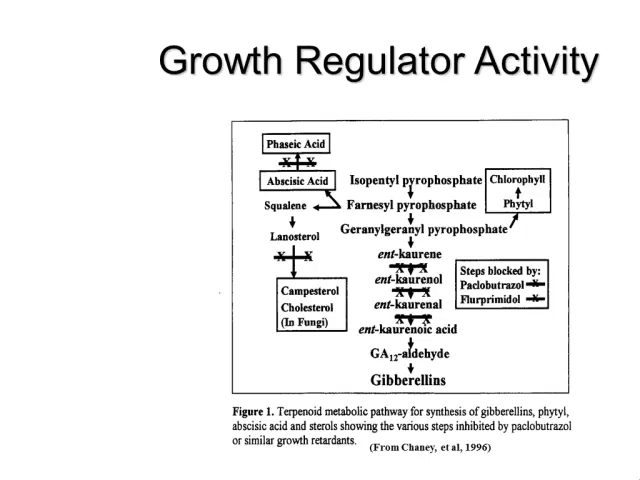 Growth Regulator Activity
Phaseic Acid
X X
Abscisic Acid
Isopentyl pyrophosphate
Chlorophyll
Squalene
Farnesyl pyrophosphate
Phytyl
Lanosterol
Geranylgeranyl pyrophosphate
ent-kaurene
X X
X X
Steps blocked by:
ent-kaurenol
Paclobutrazol X
Campesterol
X X
Flurprimidol X
Cholesterol
ent-kaurenal
(In Fungi)
X X
ent-kaurenoic acid
GA12-aldehyde
Gibberellins
Figure 1. Terpenoid metabolic pathway for synthesis of gibberellins, phytyl,
abscisic acid and sterols showing the various steps inhibited by paclobutrazol
or similar growth retardants. (From Chaney, et al, 1996)